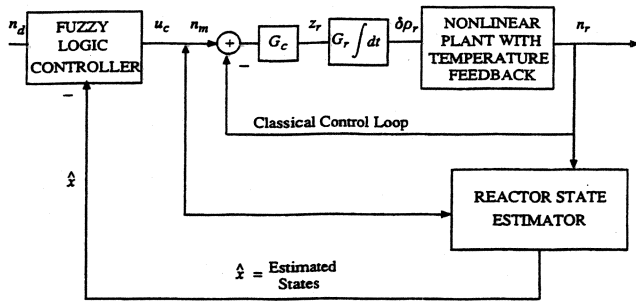 n_d
FUZZY
LOGIC
CONTROLLER
−
u_c
n_m
+
−
G_c
z_r
G_r ∫ dt
δρ_r
NONLINEAR
PLANT WITH
TEMPERATURE
FEEDBACK
n_r
Classical Control Loop
REACTOR STATE
ESTIMATOR
x̂
x̂ = Estimated
States